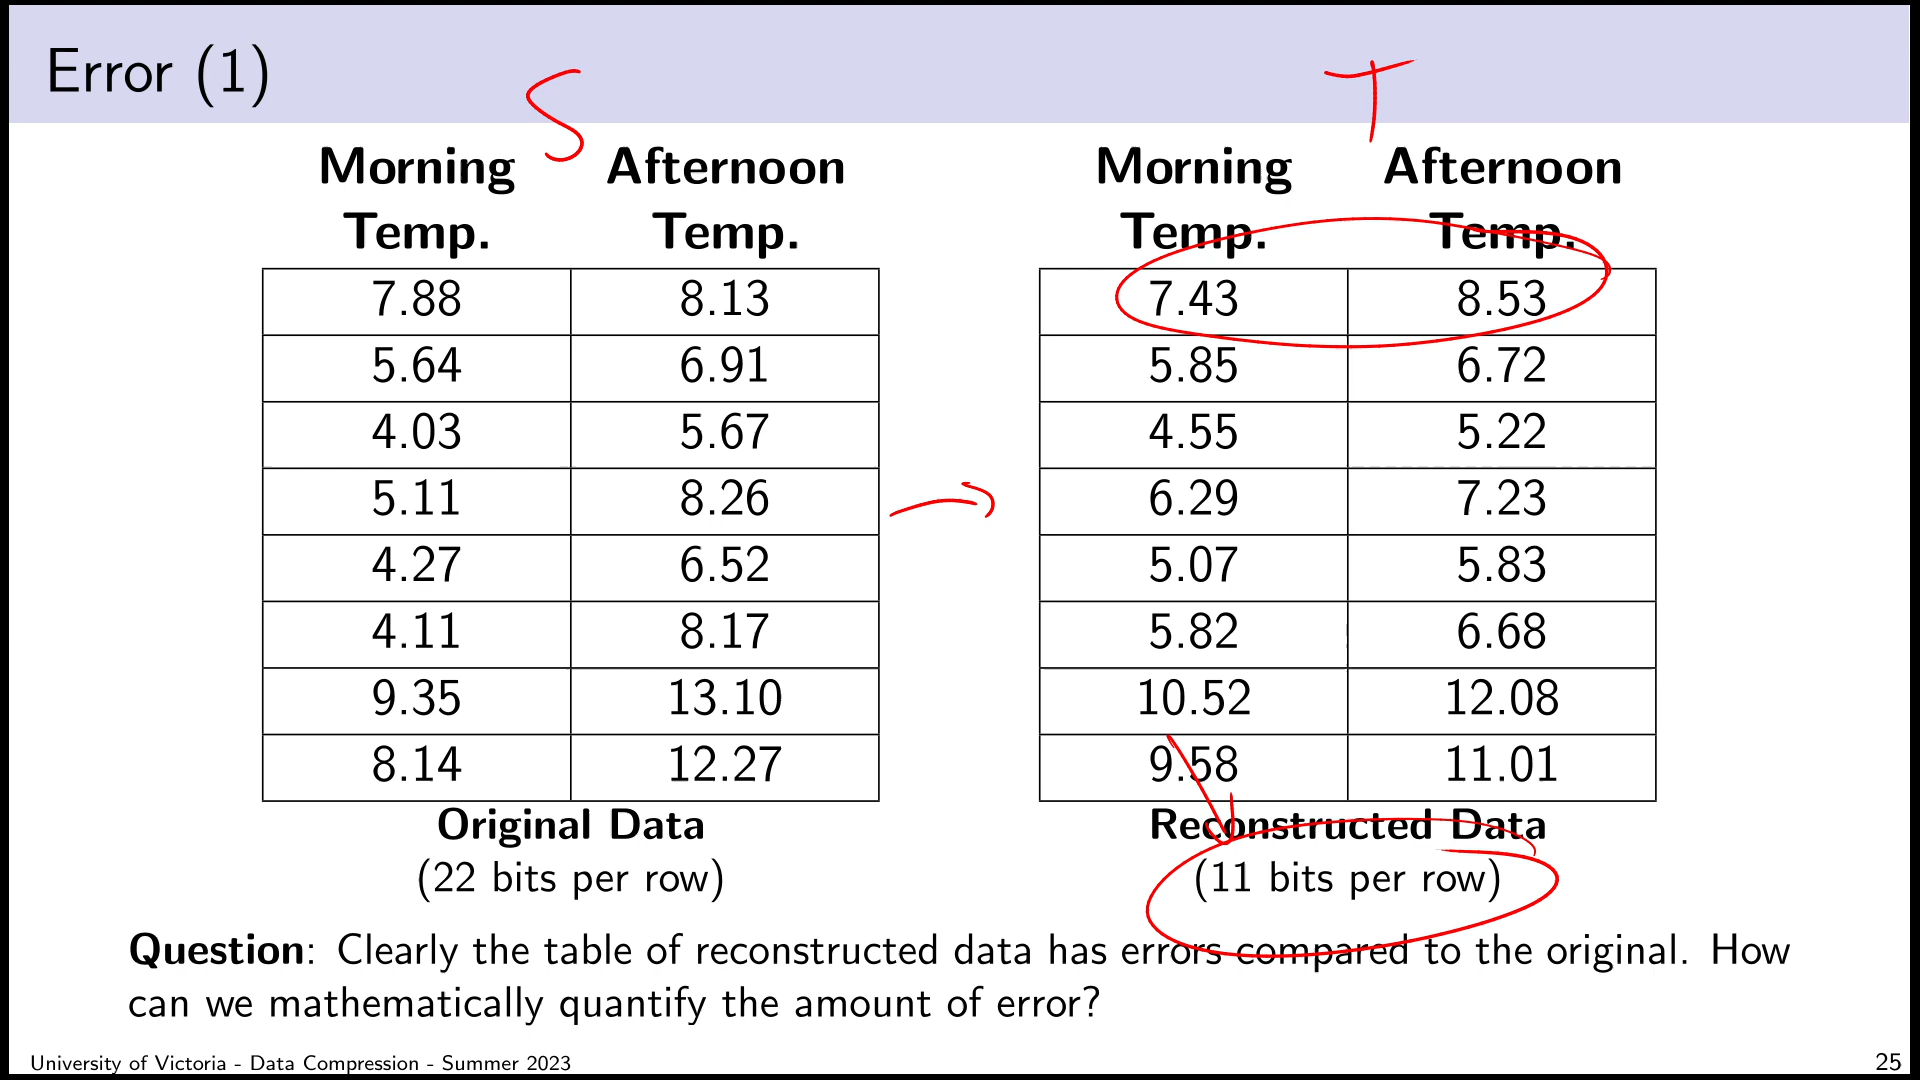 Error (1)
S T
Morning Afternoon Morning Afternoon
Temp. Temp. Temp. Temp.
7.88 8.13 7.43 8.53
5.64 6.91 5.85 6.72
4.03 5.67 4.55 5.22
5.11 8.26 6.29 7.23
4.27 6.52 5.07 5.83
4.11 8.17 5.82 6.68
9.35 13.10 10.52 12.08
8.14 12.27 9.58 11.01
Original Data Reconstructed Data
(22 bits per row) (11 bits per row)
Question: Clearly the table of reconstructed data has errors compared to the original. How
can we mathematically quantify the amount of error?
University of Victoria - Data Compression - Summer 2023 25